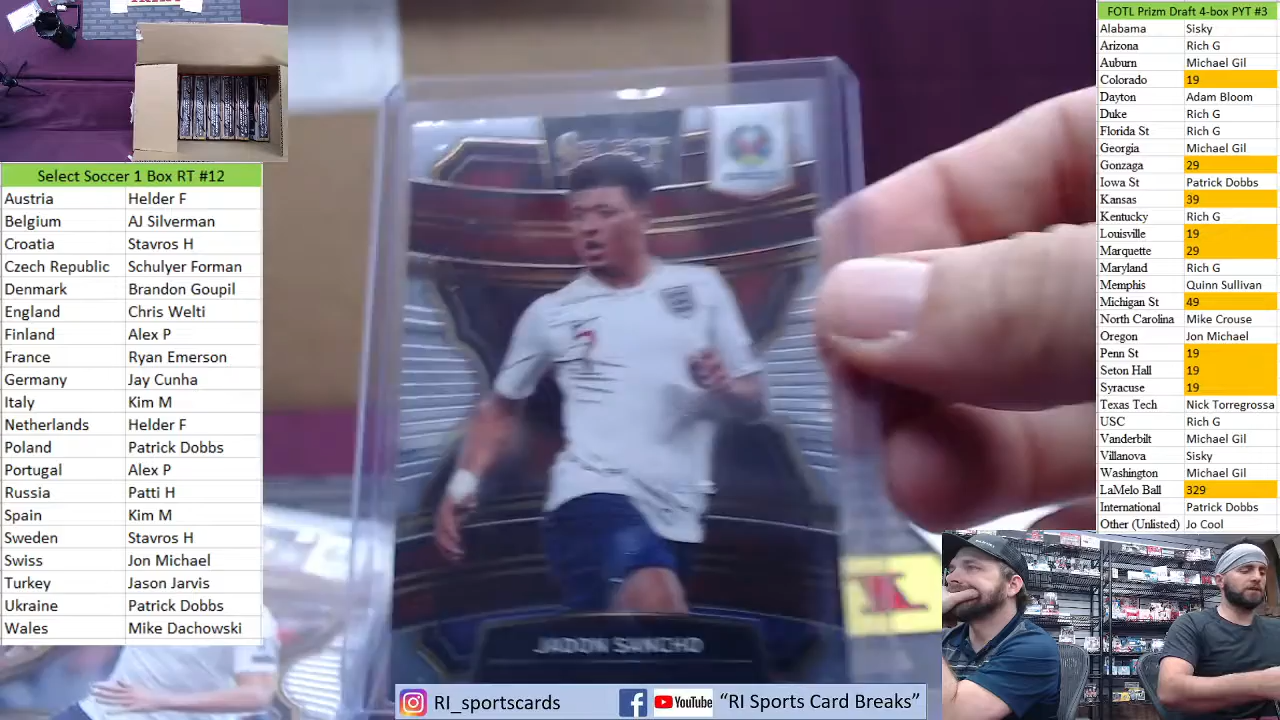 Select Soccer 1 Box RT #12
Austria Helder F
Belgium AJ Silverman
Croatia Stavros H
Czech Republic Schulyer Forman
Denmark Brandon Goupil
England Chris Welti
Finland Alex P
France Ryan Emerson
Germany Jay Cunha
Italy Kim M
Netherlands Helder F
Poland Patrick Dobbs
Portugal Alex P
Russia Patti H
Spain Kim M
Sweden Stavros H
Swiss Jon Michael
Turkey Jason Jarvis
Ukraine Patrick Dobbs
Wales Mike Dachowski
SELECT
7
JADON SANCHO
RI_sportscards YouTube “RI Sports Card Breaks”
FOTL Prizm Draft 4-box PYT #3
Alabama Sisky
Arizona Rich G
Auburn Michael Gil
Colorado 19
Dayton Adam Bloom
Duke Rich G
Florida St Rich G
Georgia Michael Gil
Gonzaga 29
Iowa St Patrick Dobbs
Kansas 39
Kentucky Rich G
Louisville 19
Marquette 29
Maryland Rich G
Memphis Quinn Sullivan
Michigan St 49
North Carolina Mike Crouse
Oregon Jon Michael
Penn St 19
Seton Hall 19
Syracuse 19
Texas Tech Nick Torregrossa
USC Rich G
Vanderbilt Michael Gil
Villanova Sisky
Washington Michael Gil
LaMelo Ball 329
International Patrick Dobbs
Other (Unlisted) Jo Cool